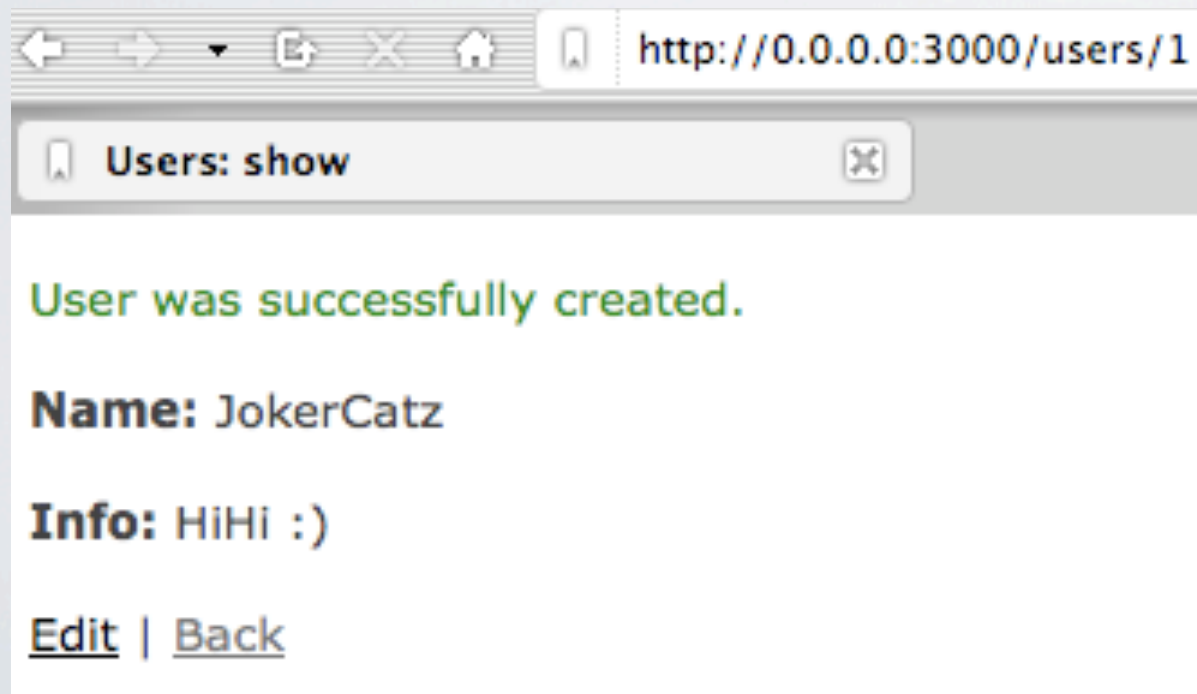 http://0.0.0.0:3000/users/1
Users: show
User was successfully created.
Name: JokerCatz
Info: HiHi :)
Edit | Back